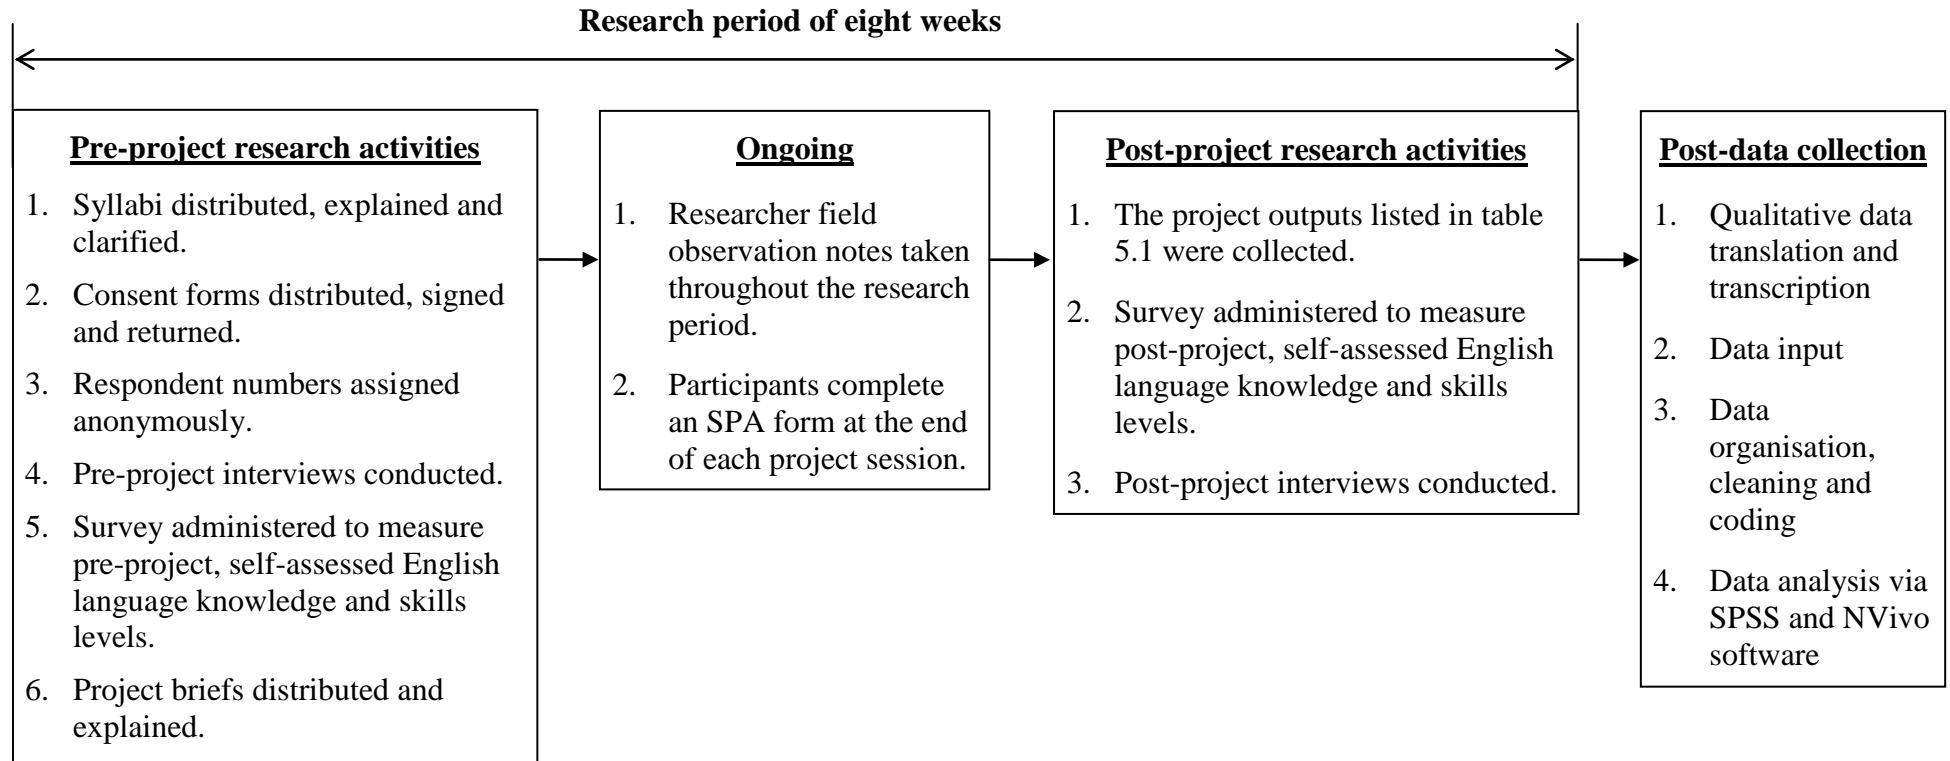 Research period of eight weeks
Pre-project research activities
1. Syllabi distributed, explained and
clarified.
2. Consent forms distributed, signed
and returned.
3. Respondent numbers assigned
anonymously.
4. Pre-project interviews conducted.
5. Survey administered to measure
pre-project, self-assessed English
language knowledge and skills
levels.
6. Project briefs distributed and
explained.
Ongoing
1. Researcher field
observation notes taken
throughout the research
period.
2. Participants complete
an SPA form at the end
of each project session.
Post-project research activities
1. The project outputs listed in table
5.1 were collected.
2. Survey administered to measure
post-project, self-assessed English
language knowledge and skills
levels.
3. Post-project interviews conducted.
Post-data collection
1. Qualitative data
translation and
transcription
2. Data input
3. Data
organisation,
cleaning and
coding
4. Data analysis via
SPSS and NVivo
software